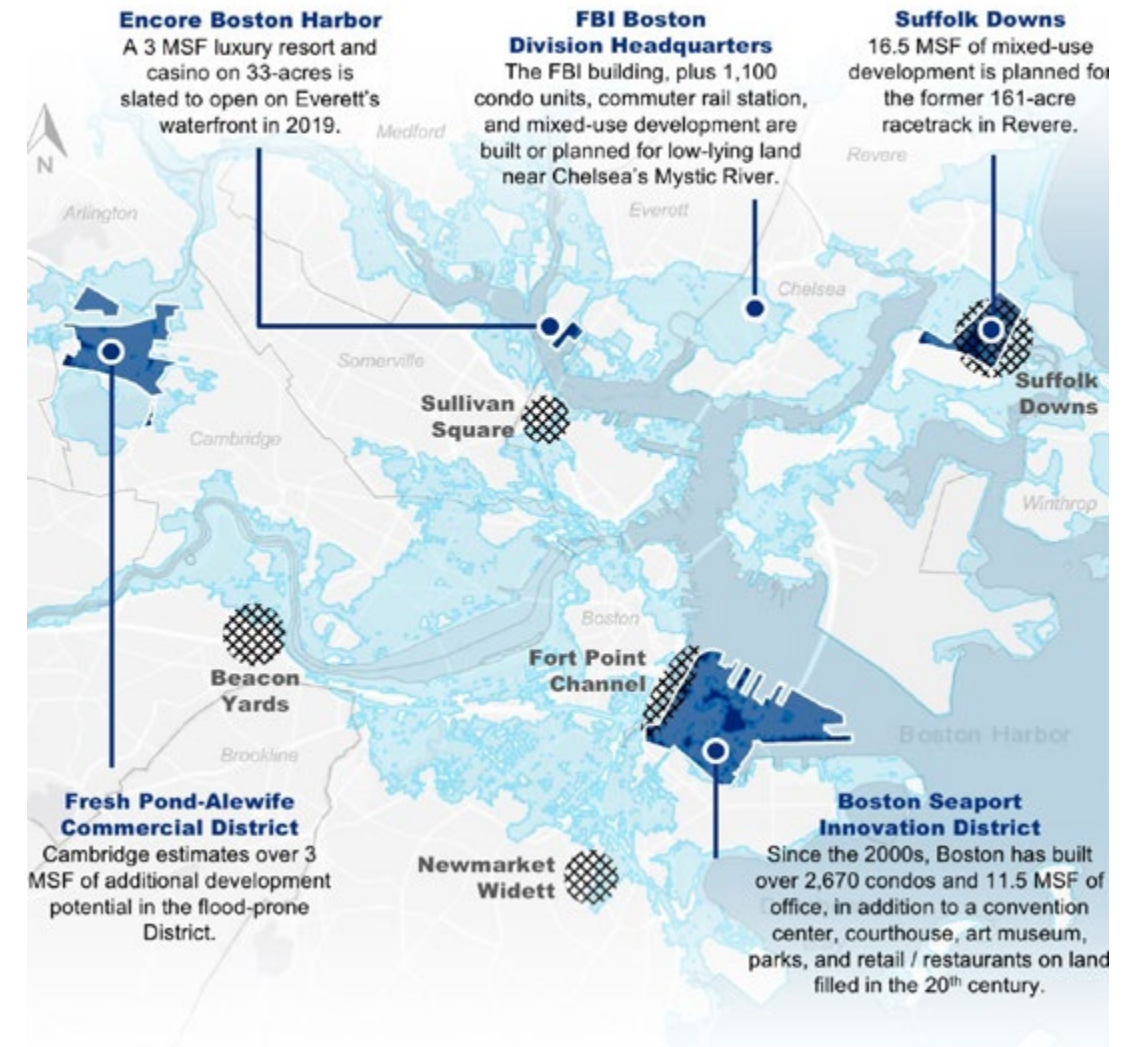 Encore Boston Harbor
A 3 MSF luxury resort and
casino on 33-acres is
slated to open on Everett's
waterfront in 2019.
FBI Boston
Division Headquarters
The FBI building, plus 1,100
condo units, commuter rail station,
and mixed-use development are
built or planned for low-lying land
near Chelsea's Mystic River.
Suffolk Downs
16.5 MSF of mixed-use
development is planned for
the former 161-acre
racetrack in Revere.
N
Medford
Revere
Arlington
Everett
Chelsea
Somerville
Suffolk
Downs
Sullivan
Square
Cambridge
Winthrop
Boston
Fort Point
Channel
Beacon
Yards
Boston Harbor
Brookline
Fresh Pond-Alewife
Commercial District
Cambridge estimates over 3
MSF of additional development
potential in the flood-prone
District.
Newmarket
Widett
Boston Seaport
Innovation District
Since the 2000s, Boston has built
over 2,670 condos and 11.5 MSF of
office, in addition to a convention
center, courthouse, art museum,
parks, and retail / restaurants on land
filled in the 20th century.